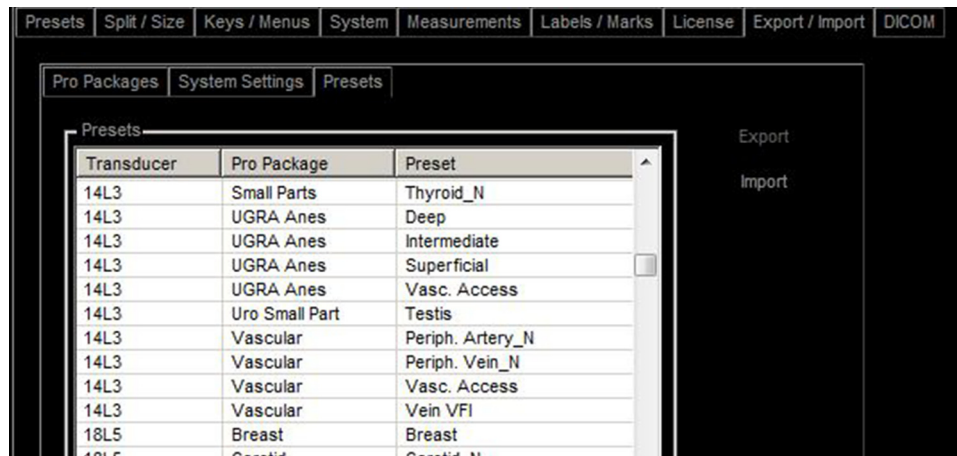 Presets Split / Size Keys / Menus System Measurements Labels / Marks License Export / Import DICOM
Pro Packages System Settings Presets
Presets
Export
Import
Transducer Pro Package Preset
14L3 Small Parts Thyroid_N
14L3 UGRA Anes Deep
14L3 UGRA Anes Intermediate
14L3 UGRA Anes Superficial
14L3 UGRA Anes Vasc. Access
14L3 Uro Small Part Testis
14L3 Vascular Periph. Artery_N
14L3 Vascular Periph. Vein_N
14L3 Vascular Vasc. Access
14L3 Vascular Vein VFI
18L5 Breast Breast